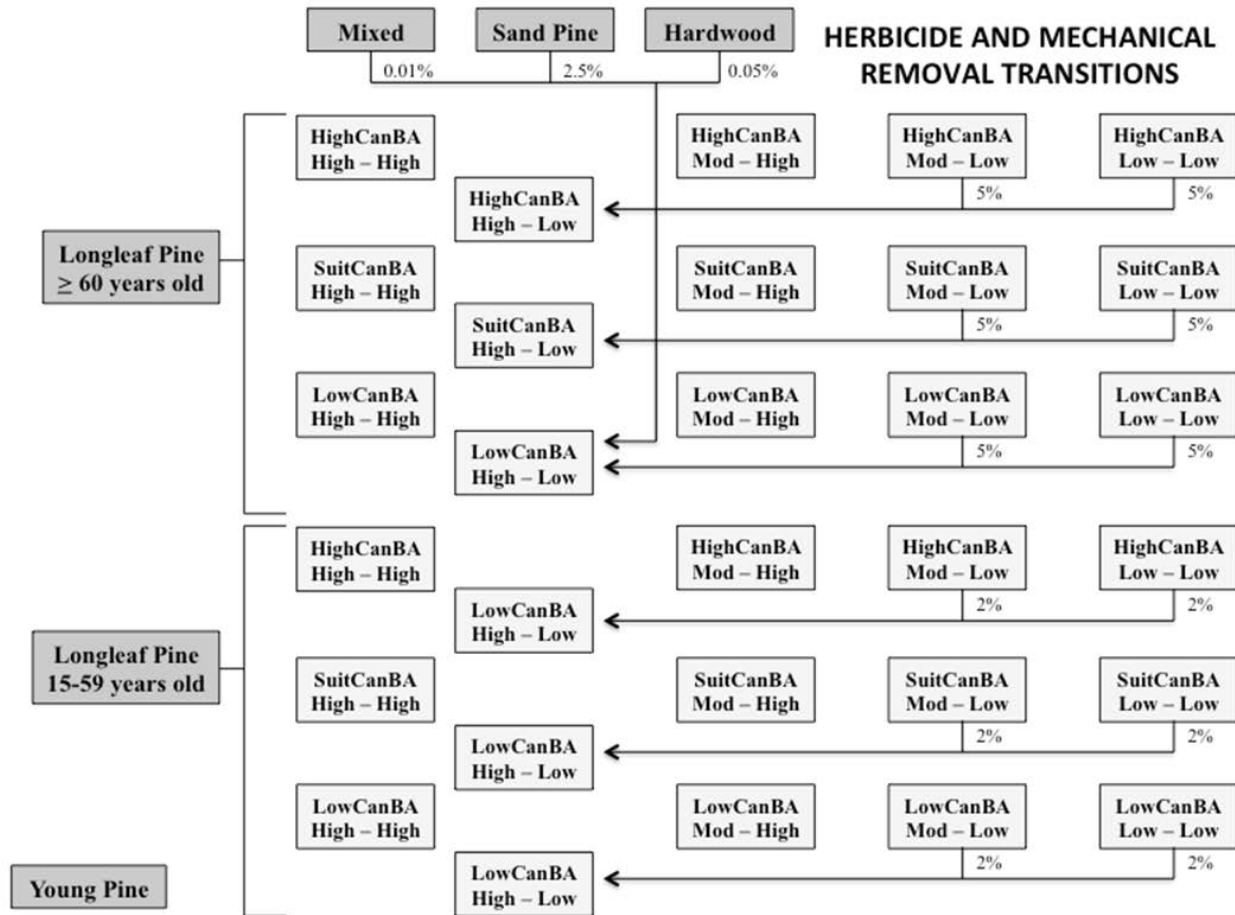 Mixed
Sand Pine
Hardwood
HERBICIDE AND MECHANICAL
REMOVAL TRANSITIONS
0.01%
2.5%
0.05%
HighCanBA
High – High
HighCanBA
Mod – High
HighCanBA
Mod – Low
HighCanBA
Low – Low
5%
5%
HighCanBA
High – Low
Longleaf Pine
≥ 60 years old
SuitCanBA
High – High
SuitCanBA
Mod – High
SuitCanBA
Mod – Low
SuitCanBA
Low – Low
5%
5%
SuitCanBA
High – Low
LowCanBA
High – High
LowCanBA
Mod – High
LowCanBA
Mod – Low
LowCanBA
Low – Low
5%
5%
LowCanBA
High – Low
HighCanBA
High – High
HighCanBA
Mod – High
HighCanBA
Mod – Low
HighCanBA
Low – Low
2%
2%
LowCanBA
High – Low
Longleaf Pine
15-59 years old
SuitCanBA
High – High
SuitCanBA
Mod – High
SuitCanBA
Mod – Low
SuitCanBA
Low – Low
2%
2%
LowCanBA
High – Low
LowCanBA
High – High
LowCanBA
Mod – High
LowCanBA
Mod – Low
LowCanBA
Low – Low
2%
2%
LowCanBA
High – Low
Young Pine